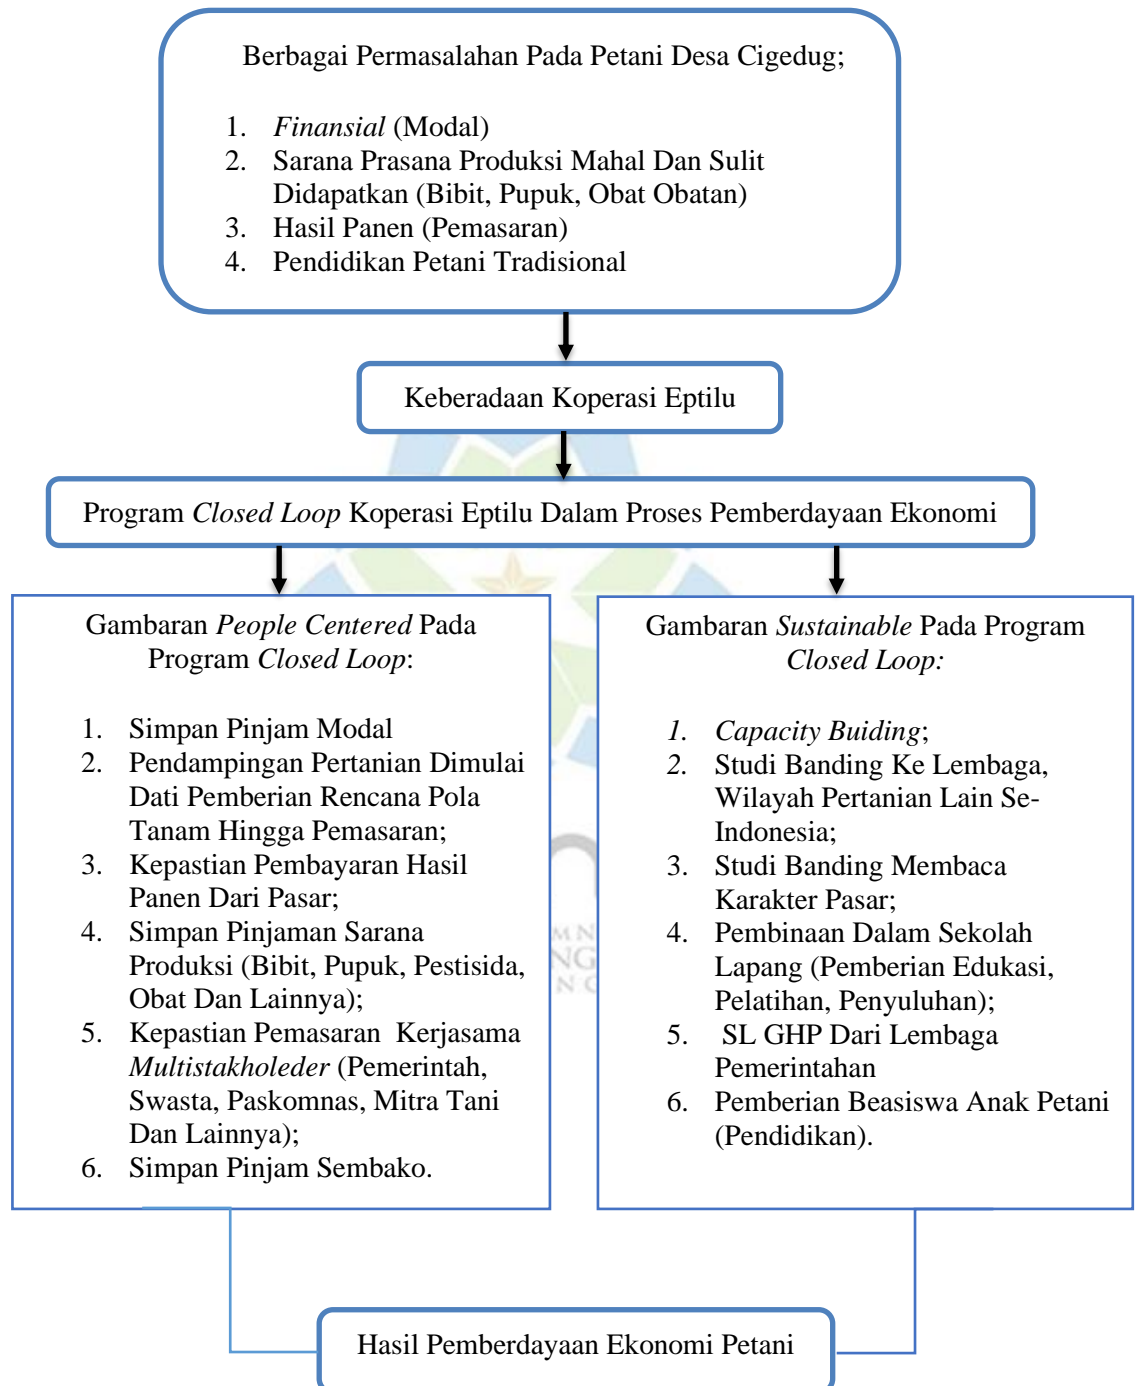 Berbagai Permasalahan Pada Petani Desa Cigedug;
1. Finansial (Modal)
2. Sarana Prasana Produksi Mahal Dan Sulit
Didapatkan (Bibit, Pupuk, Obat Obatan)
3. Hasil Panen (Pemasaran)
4. Pendidikan Petani Tradisional
Keberadaan Koperasi Eptilu
Program Closed Loop Koperasi Eptilu Dalam Proses Pemberdayaan Ekonomi
Gambaran People Centered Pada
Program Closed Loop:
1. Simpan Pinjam Modal
2. Pendampingan Pertanian Dimulai
Dati Pemberian Rencana Pola
Tanam Hingga Pemasaran;
3. Kepastian Pembayaran Hasil
Panen Dari Pasar;
4. Simpan Pinjaman Sarana
Produksi (Bibit, Pupuk, Pestisida,
Obat Dan Lainnya);
5. Kepastian Pemasaran Kerjasama
Multistakholeder (Pemerintah,
Swasta, Paskomnas, Mitra Tani
Dan Lainnya);
6. Simpan Pinjam Sembako.
Gambaran Sustainable Pada Program
Closed Loop:
1. Capacity Buiding;
2. Studi Banding Ke Lembaga,
Wilayah Pertanian Lain Se-
Indonesia;
3. Studi Banding Membaca
Karakter Pasar;
4. Pembinaan Dalam Sekolah
Lapang (Pemberian Edukasi,
Pelatihan, Penyuluhan);
5. SL GHP Dari Lembaga
Pemerintahan
6. Pemberian Beasiswa Anak Petani
(Pendidikan).
Hasil Pemberdayaan Ekonomi Petani